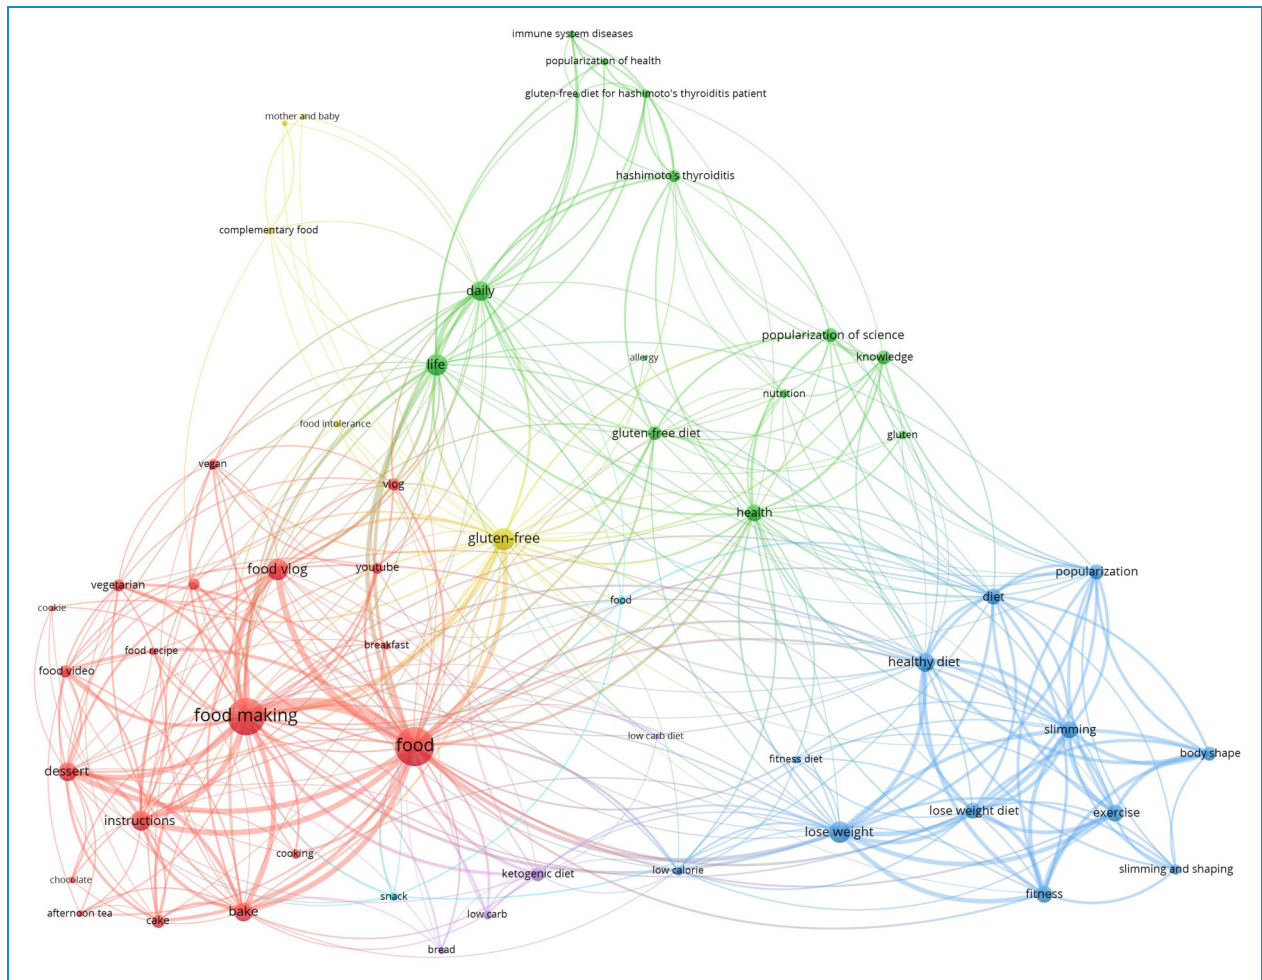 immune system diseases
popularization of health
gluten-free diet for hashimoto's thyroiditis patient
mother and baby
hashimoto's thyroiditis
complementary food
daily
popularization of science
knowledge
allergy
life
nutrition
food intolerance
gluten-free diet
gluten
vegan
vlog
health
gluten-free
food vlog
youtube
popularization
vegetarian
diet
food
cookie
breakfast
food recipe
healthy diet
food video
food making
slimming
low carb diet
food
body shape
fitness diet
dessert
lose weight diet
exercise
instructions
lose weight
cooking
low calorie
slimming and shaping
ketogenic diet
chocolate
snack
fitness
afternoon tea
bake
low carb
cake
bread